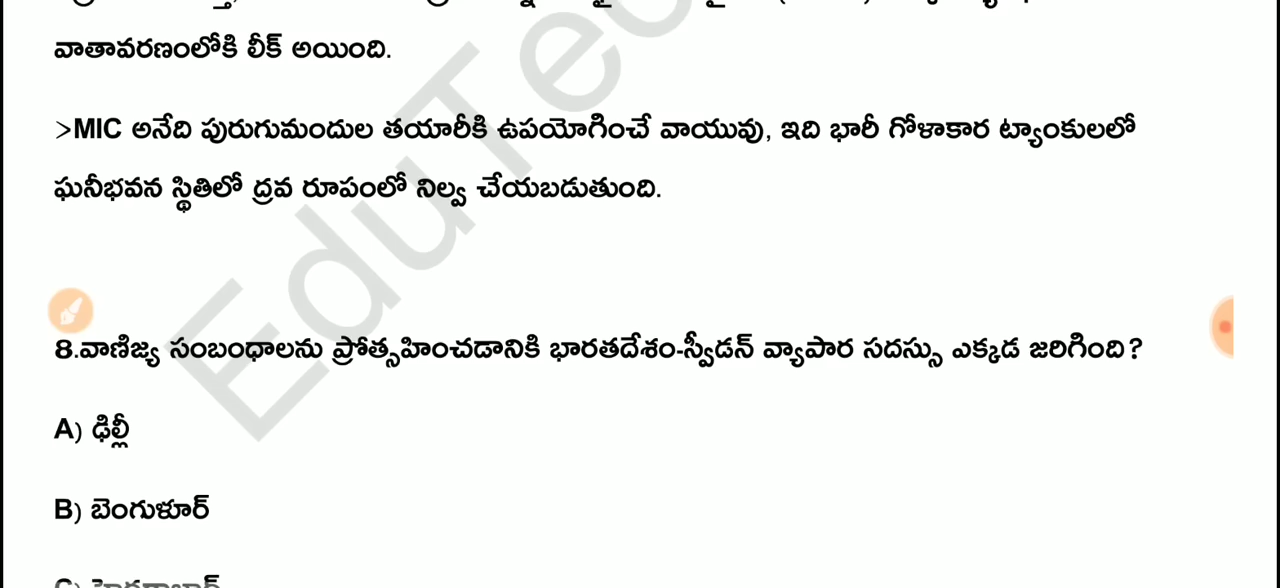 వాతావరణంలోకి లీక్ అయింది.
>MIC అనేది పురుగుమందుల తయారీకి ఉపయోగించే వాయువు, ఇది భారీ గోళాకార ట్యాంకులలో
ఘనీభవన స్థితిలో ద్రవ రూపంలో నిల్వ చేయబడుతుంది.
8.వాణిజ్య సంబంధాలను ప్రోత్సహించడానికి భారతదేశం-స్వీడన్ వ్యాపార సదస్సు ఎక్కడ జరిగింది?
A) ఢిల్లీ
B) బెంగుళూర్
EduTec